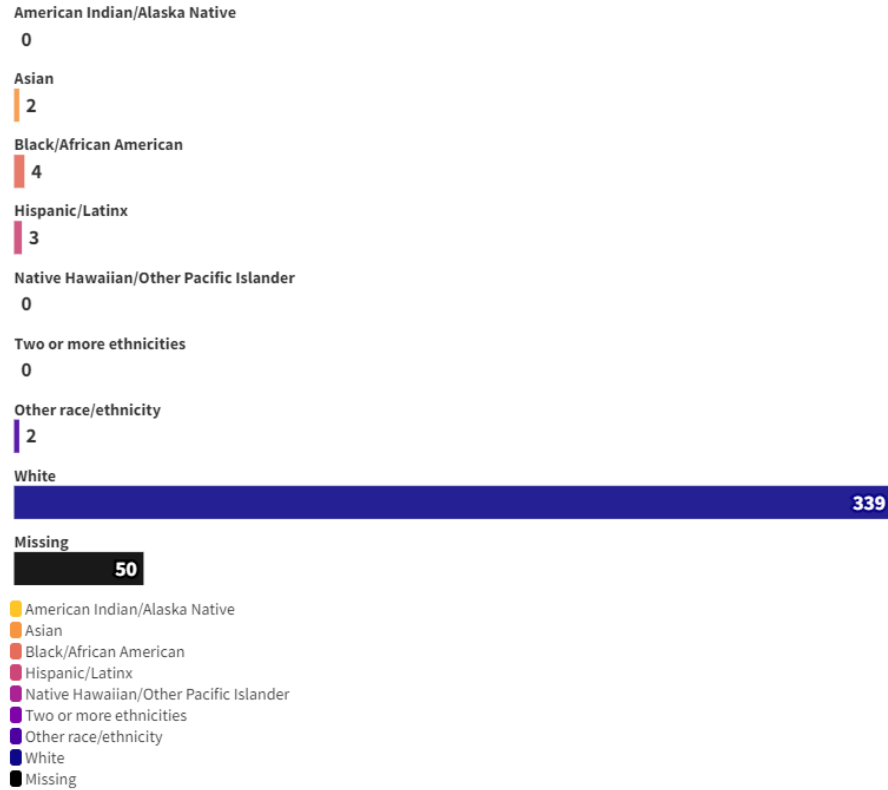 American Indian/Alaska Native
0
Asian
2
Black/African American
4
Hispanic/Latinx
3
Native Hawaiian/Other Pacific Islander
0
Two or more ethnicities
0
Other race/ethnicity
2
White
339
Missing
50
American Indian/Alaska Native
Asian
Black/African American
Hispanic/Latinx
Native Hawaiian/Other Pacific Islander
Two or more ethnicities
Other race/ethnicity
White
Missing